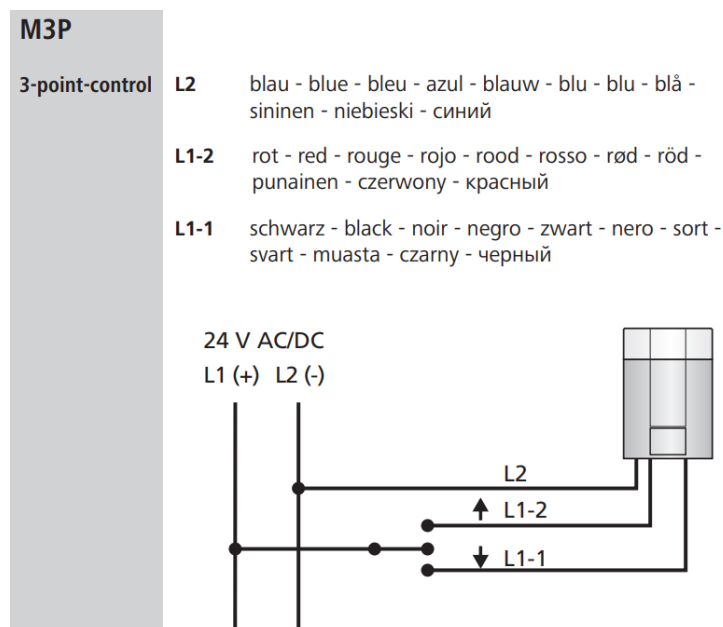 M3P
3-point-control
L2 blau - blue - bleu - azul - blauw - blu - blu - blå -
sininen - niebieski - синий
L1-2 rot - red - rouge - rojo - rood - rosso - rød - röd -
punainen - czerwony - красный
L1-1 schwarz - black - noir - negro - zwart - nero - sort -
svart - muasta - czarny - черный
24 V AC/DC
L1 (+) L2 (-)
L2
L1-2
L1-1